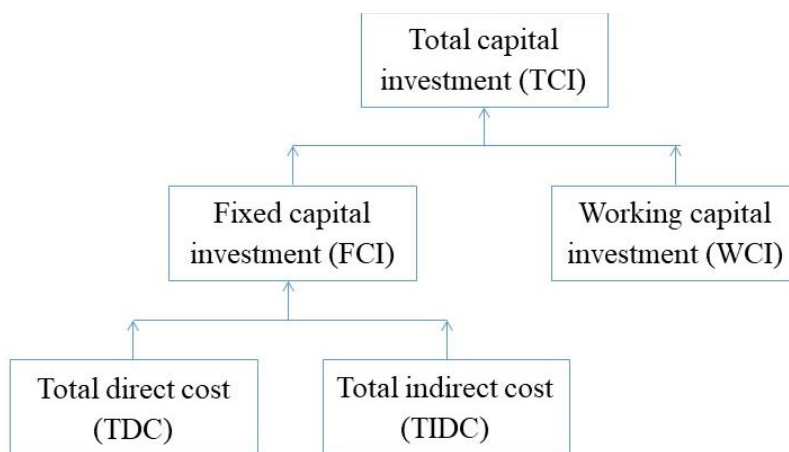 Total capital
investment (TCI)
Fixed capital
investment (FCI)
Working capital
investment (WCI)
Total direct cost
(TDC)
Total indirect cost
(TIDC)